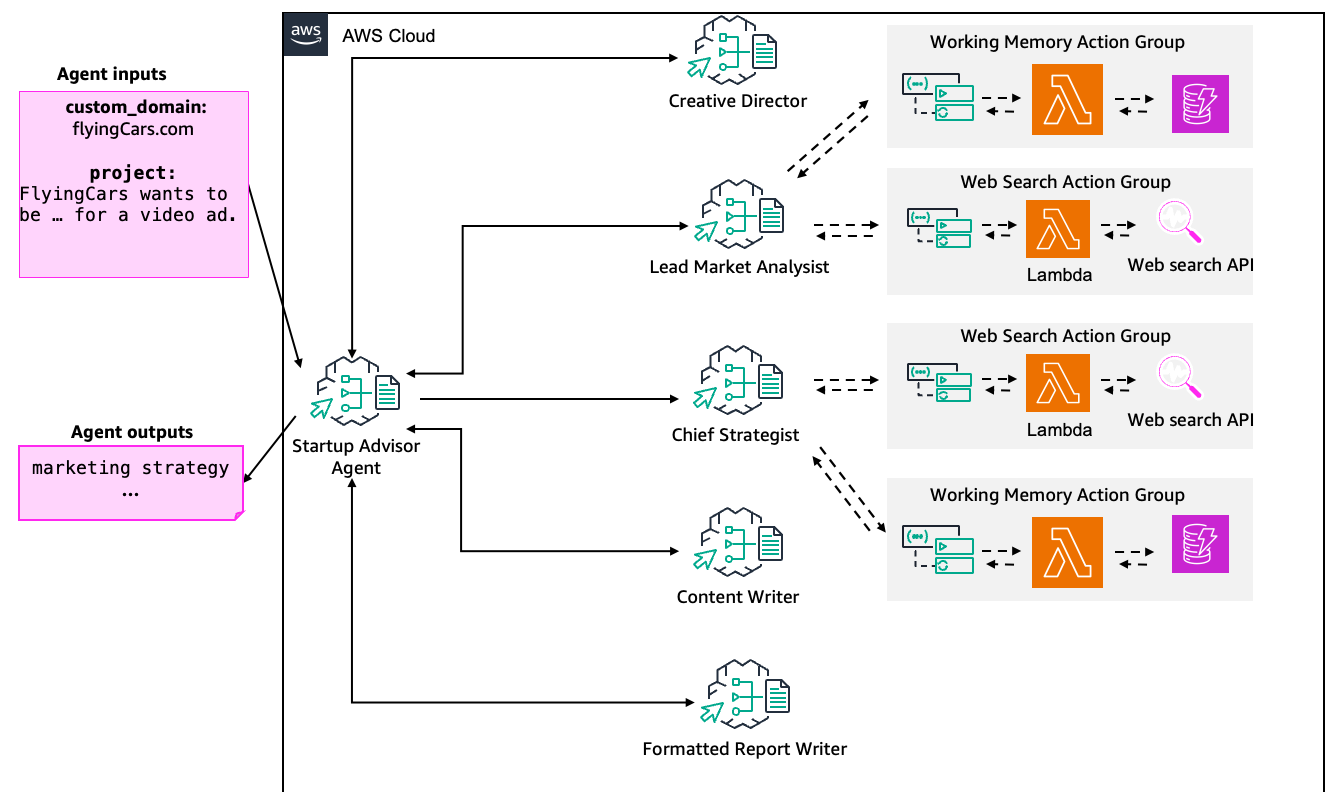 aws
AWS Cloud
Agent inputs
custom_domain:
flyingCars.com
project:
FlyingCars wants to
be … for a video ad.
Agent outputs
marketing strategy
…
Startup Advisor
Agent
Creative Director
Lead Market Analysist
Chief Strategist
Content Writer
Formatted Report Writer
Working Memory Action Group
Web Search Action Group
Lambda
Web search API
Web Search Action Group
Lambda
Web search API
Working Memory Action Group